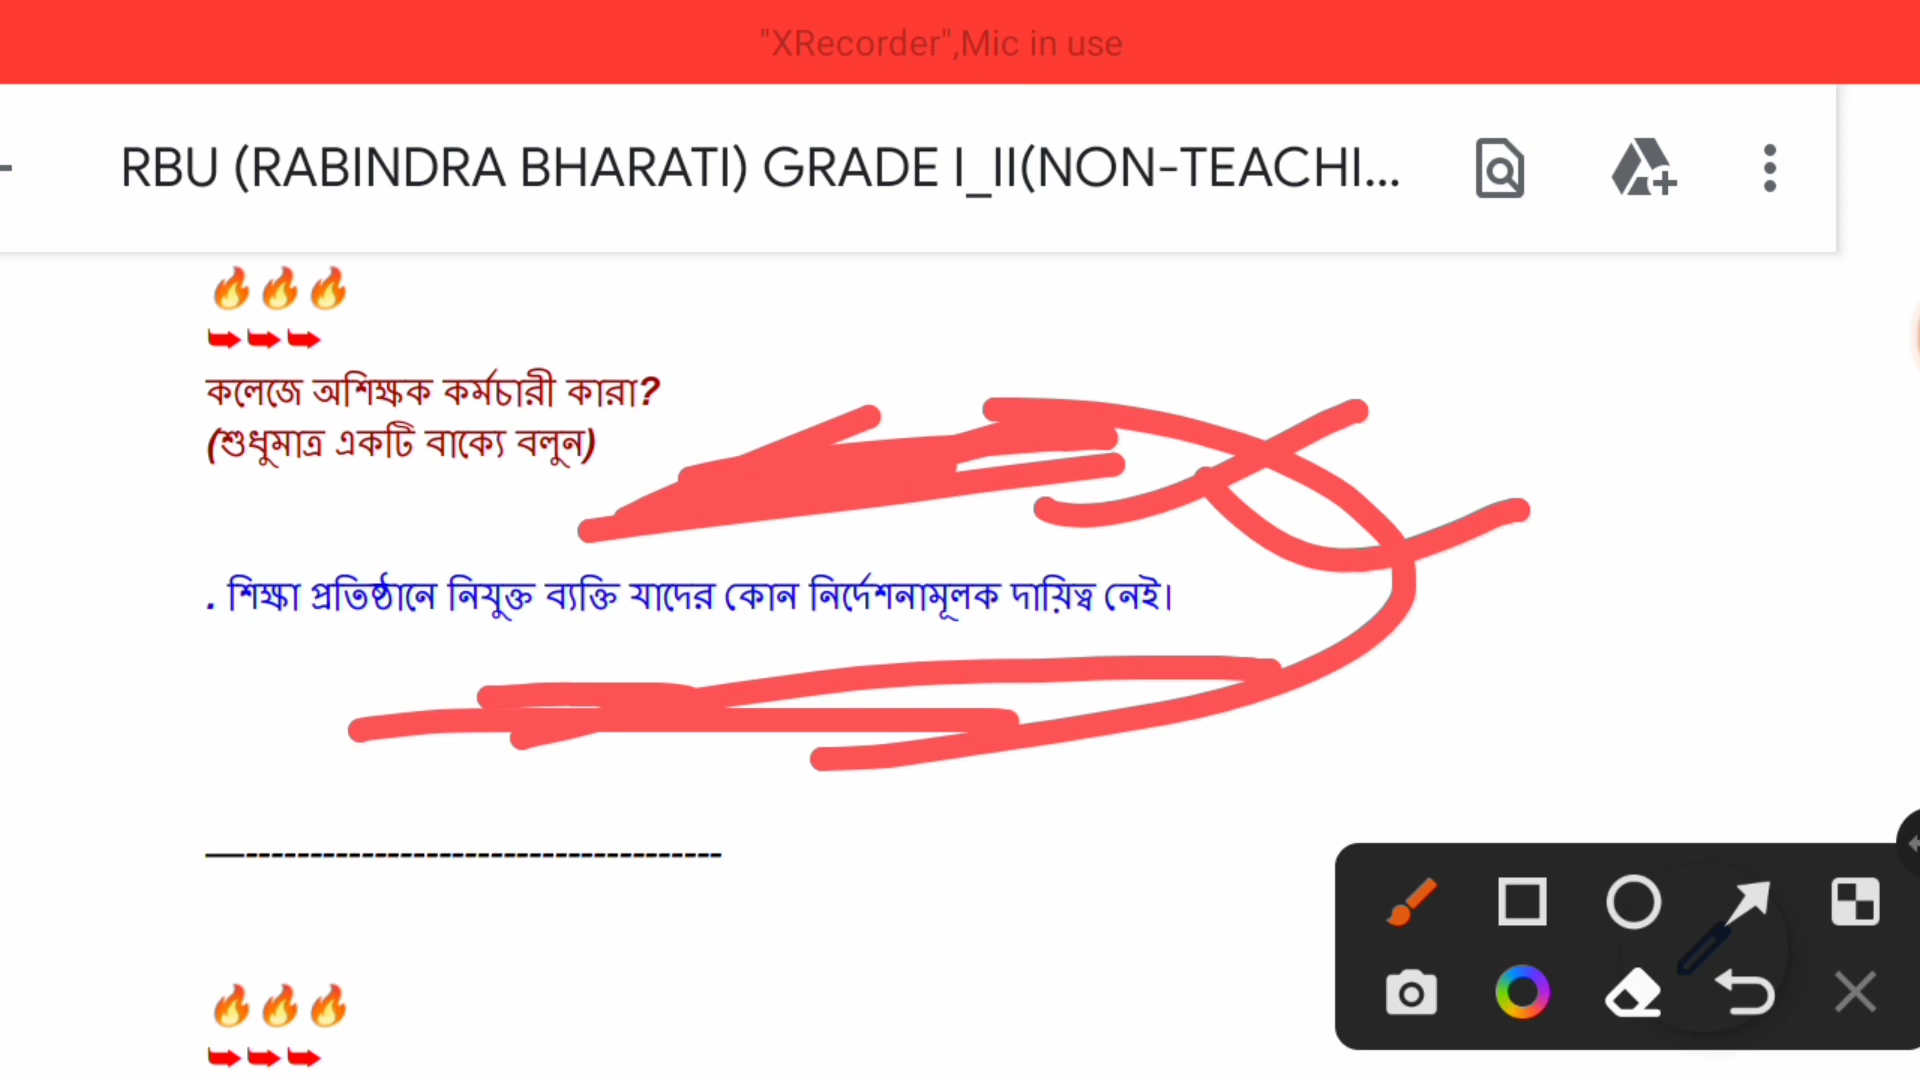 "XRecorder",Mic in use
RBU (RABINDRA BHARATI) GRADE I_II(NON-TEACHI...
কলেজে অশিক্ষক কর্মচারী কারা?
(শুধুমাত্র একটি বাক্যে বলুন)
. শিক্ষা প্রতিষ্ঠানে নিযুক্ত ব্যক্তি যাদের কোন নির্দেশনামূলক দায়িত্ব নেই।